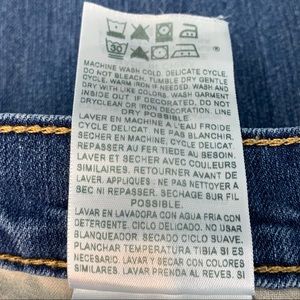 30
®
MACHINE WASH COLD. DELICATE CYCLE.
DO NOT BLEACH. TUMBLE DRY GENTLE
CYCLE. WARM IRON IF NEEDED. WASH
AND DRY WITH LIKE COLORS. WASH GARMENT
INSIDE OUT IF DECORATED. DO NOT
DRYCLEAN OR IRON DECORATION. LINE
DRY POSSIBLE.
LAVER EN MACHINE À L'EAU FROIDE
CYCLE DELICAT. NE PAS BLANCHIR.
SECHER EN CYCLE DELICAT.
REPASSER AU FER TIEDE AU BESOIN.
LAVER ET SECHER AVEC COULEURS
SIMILAIRES. RETOURNER AVANT DE
LAVER. APPLIQUES: NE PAS LAVER A
SEC NI REPASSER. SECHAGE SUR FIL
POSSIBLE.
LAVAR EN LAVADORA CON AGUA FRIA CON
DETERGENTE. CICLO DELICADO. NO USAR
BLANQUEADOR. SECADO CICLO SUAVE.
PLANCHAR TEMPERATURA TIBIA SI ES
NECESARIO. LAVAR Y SECAR CON COLORES
SIMILARES. LAVAR PRENDA AL REVES. SI